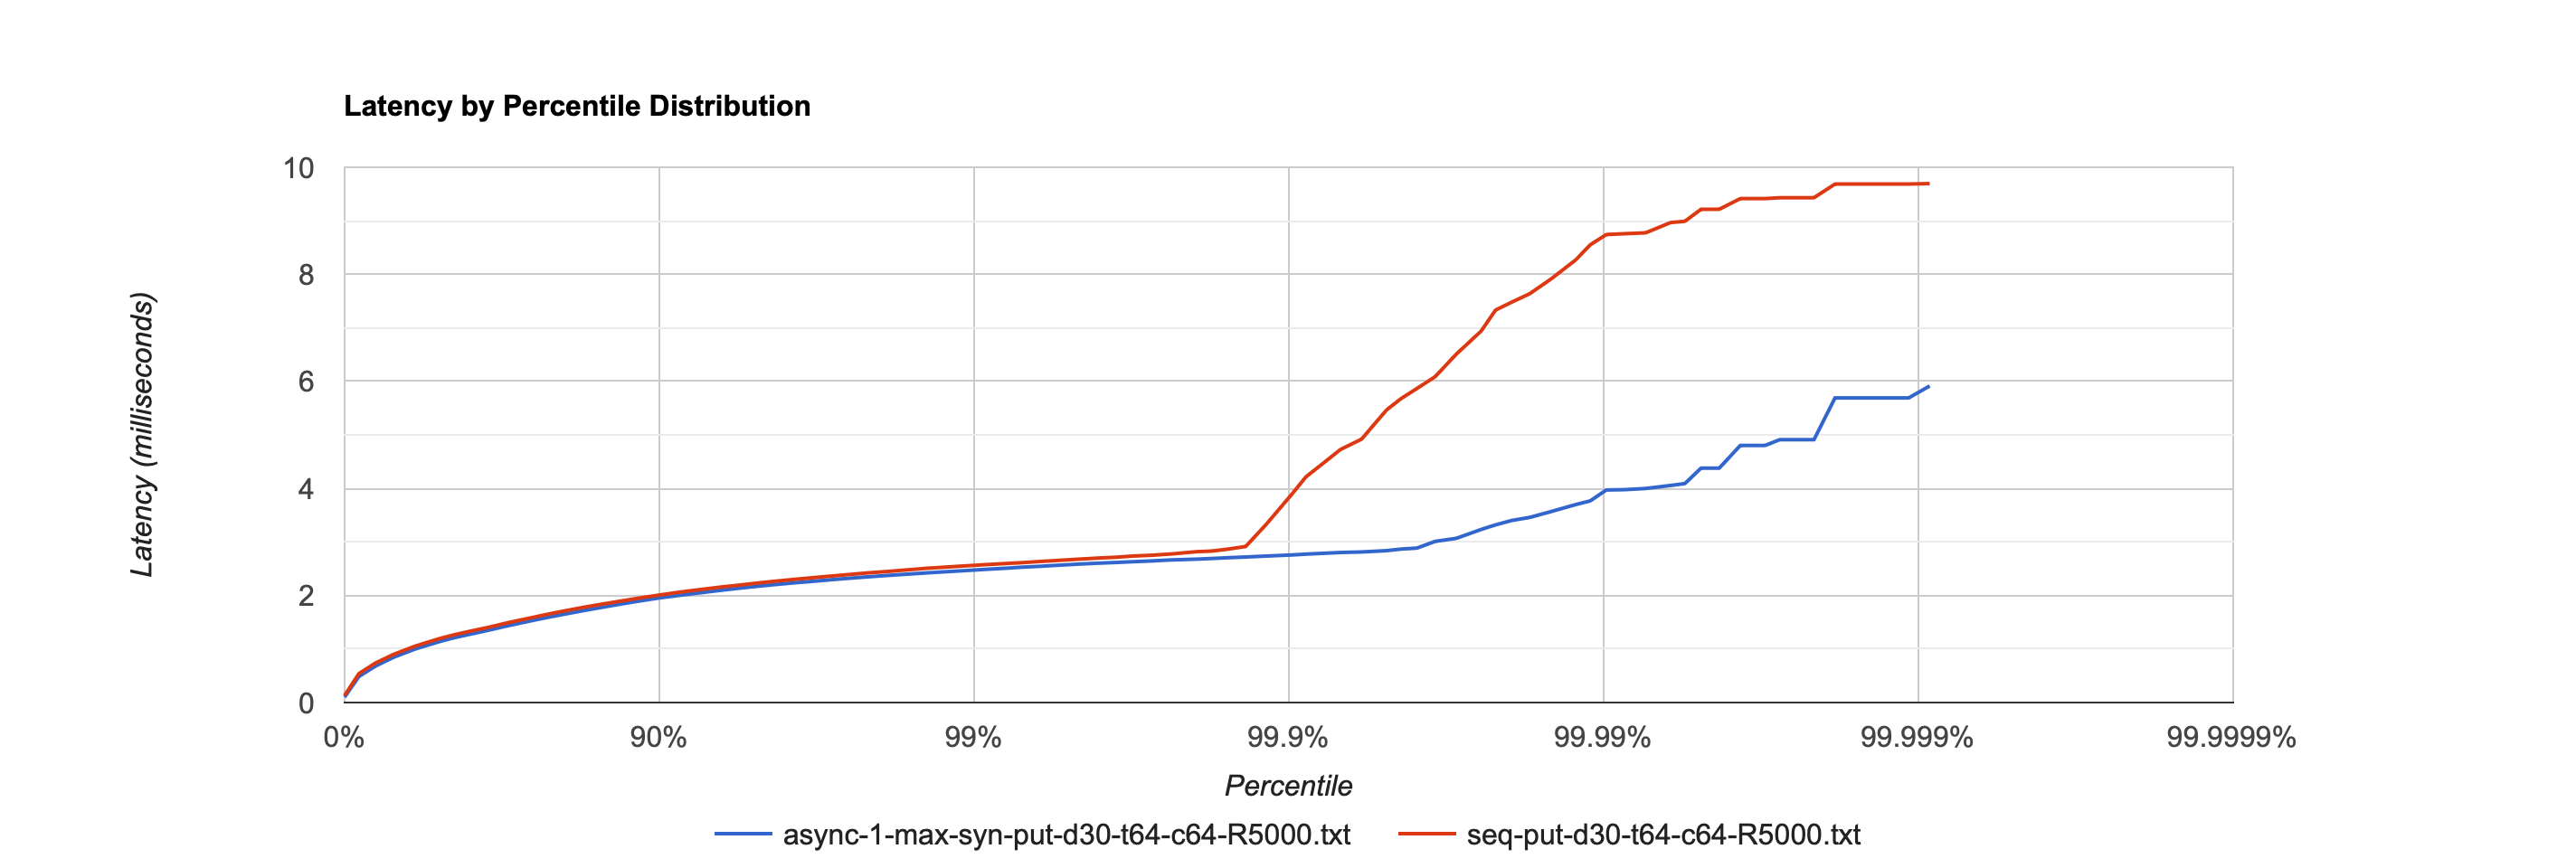 Latency by Percentile Distribution
10
8
6
4
2
0
Latency (milliseconds)
0% 90% 99% 99.9% 99.99% 99.999% 99.9999%
Percentile
async-1-max-syn-put-d30-t64-c64-R5000.txt seq-put-d30-t64-c64-R5000.txt